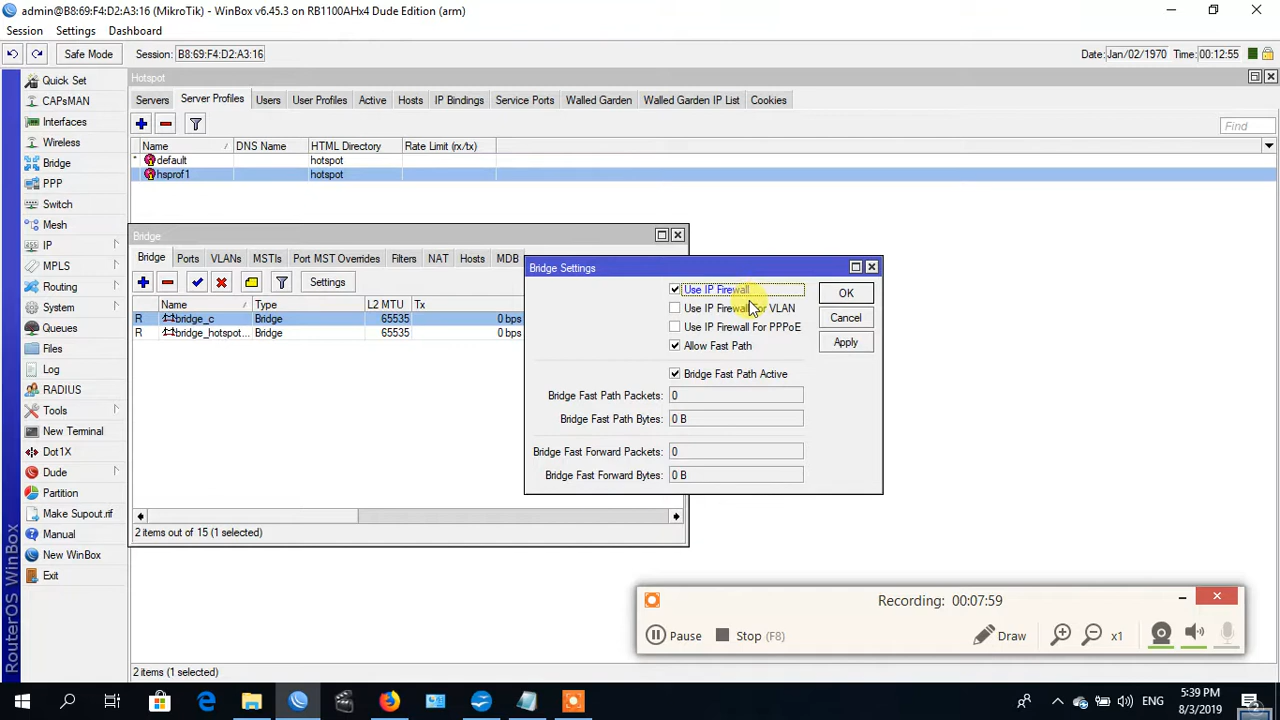 admin@B8:69:F4:D2:A3:16 (MikroTik) - WinBox v6.45.3 on RB1100AHx4 Dude Edition (arm)
Session Settings Dashboard
Safe Mode Session: B8:69:F4:D2:A3:16 Date: Jan/02/1970 Time: 00:12:55
Quick Set
CAPsMAN
Interfaces
Wireless
Bridge
PPP
Switch
Mesh
IP
MPLS
Routing
System
Queues
Files
Log
RADIUS
Tools
New Terminal
Dot1X
Dude
Partition
Make Supout.rif
Manual
New WinBox
Exit
RouterOS WinBox
Hotspot
Servers Server Profiles Users User Profiles Active Hosts IP Bindings Service Ports Walled Garden Walled Garden IP List Cookies
Find
Name DNS Name HTML Directory Rate Limit (rx/tx)
* default hotspot
hsprof1 hotspot
Bridge
Bridge Ports VLANs MSTIs Port MST Overrides Filters NAT Hosts MDB
Settings
Name Type L2 MTU Tx
R bridge_c Bridge 65535 0 bps
R bridge_hotspot... Bridge 65535 0 bps
2 items out of 15 (1 selected)
Bridge Settings
Use IP Firewall
Use IP Firewall For VLAN
Use IP Firewall For PPPoE
Allow Fast Path
Bridge Fast Path Active
Bridge Fast Path Packets: 0
Bridge Fast Path Bytes: 0 B
Bridge Fast Forward Packets: 0
Bridge Fast Forward Bytes: 0 B
OK
Cancel
Apply
Recording: 00:07:59
Pause Stop (F8) Draw x1
2 items (1 selected)
ENG
5:39 PM
8/3/2019
2